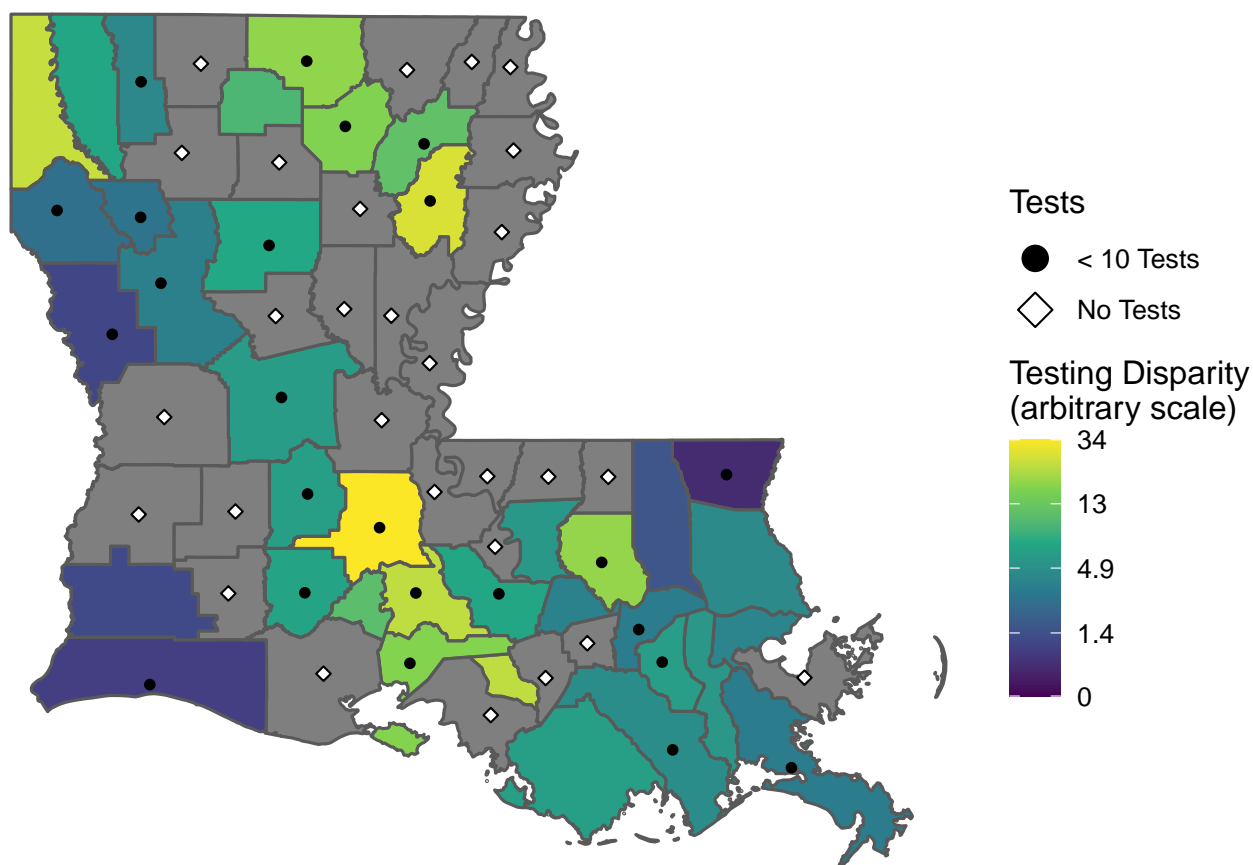 Tests
< 10 Tests
No Tests
Testing Disparity
(arbitrary scale)
34
13
4.9
1.4
0